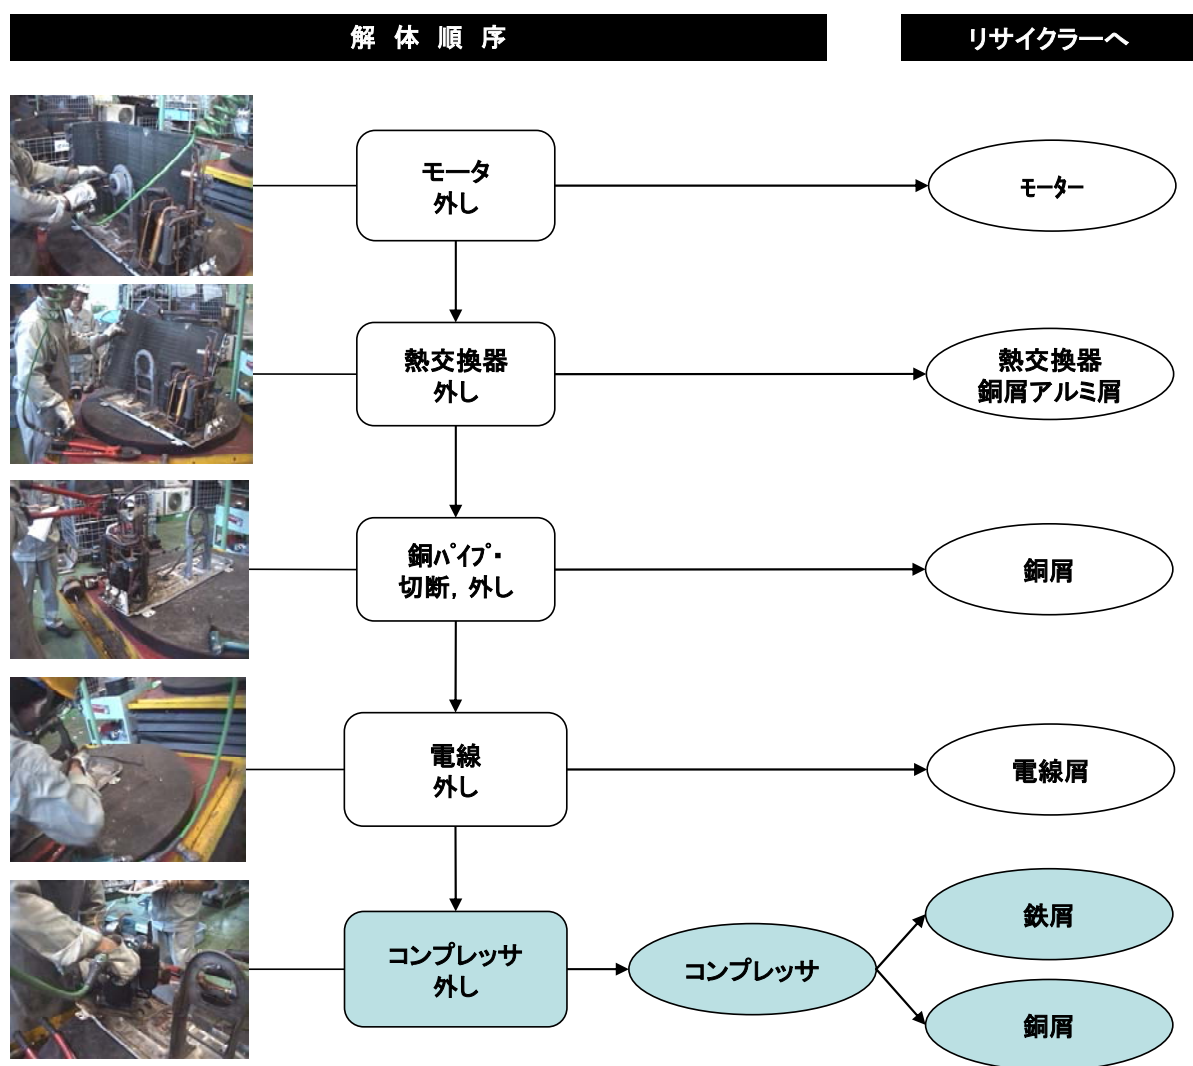 解体順序
リサイクラーへ
モータ
外し
モーター
熱交換器
外し
熱交換器
銅屑アルミ屑
銅パイプ・
切断，外し
銅屑
電線
外し
電線屑
コンプレッサ
外し
コンプレッサ
鉄屑
銅屑